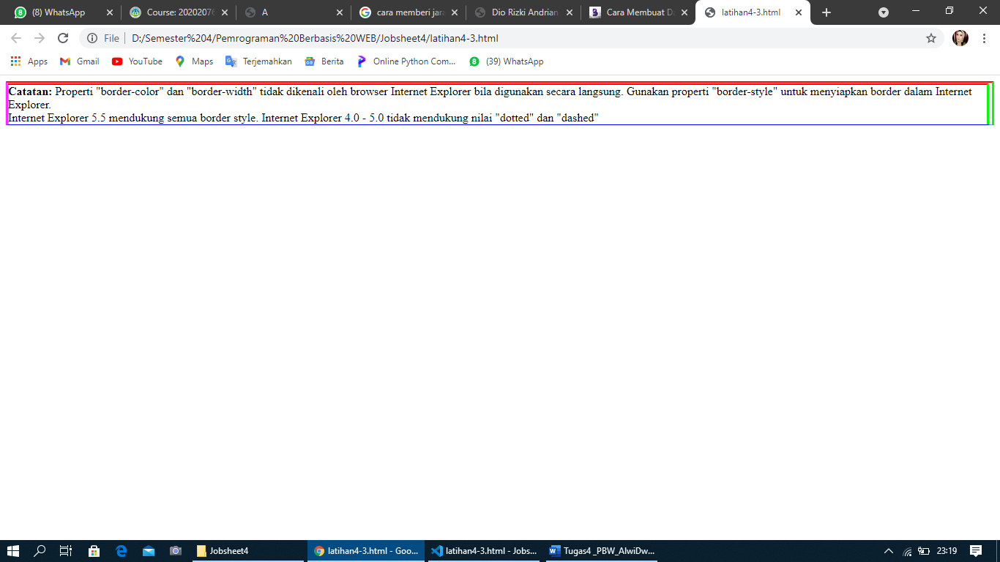 (8) WhatsApp
Course: 20202076
A
cara memberi jara
Dio Rizki Andrian
Cara Membuat Da
latihan4-3.html
File | D:/Semester%204/Pemrograman%20Berbasis%20WEB/Jobsheet4/latihan4-3.html
Apps
Gmail
YouTube
Maps
Terjemahkan
Berita
Online Python Com...
(39) WhatsApp
Catatan: Properti "border-color" dan "border-width" tidak dikenali oleh browser Internet Explorer bila digunakan secara langsung. Gunakan properti "border-style" untuk menyiapkan border dalam Internet
Explorer.
Internet Explorer 5.5 mendukung semua border style. Internet Explorer 4.0 - 5.0 tidak mendukung nilai "dotted" dan "dashed"
Jobsheet4
latihan4-3.html - Goo...
latihan4-3.html - Jobs...
Tugas4 _PBW_AlwiDw...
23:19